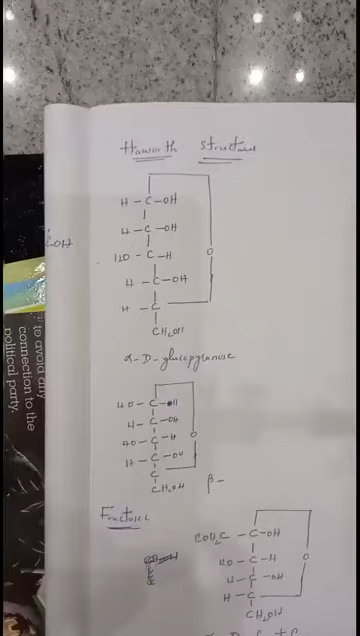 Haworth structure
H-C-OH
H-C-OH
HO-C-H
O
H-C-OH
H-C
CH₂OH
α-D-glucopyranose
HO-C-H
H-C-OH
HO-C-H
O
H-C-OH
C
CH₂OH
β-
Fructose
C-OH
HO-C-H
O
H-C-OH
H-C
CH₂OH
to avoid any
connection to the
political party.